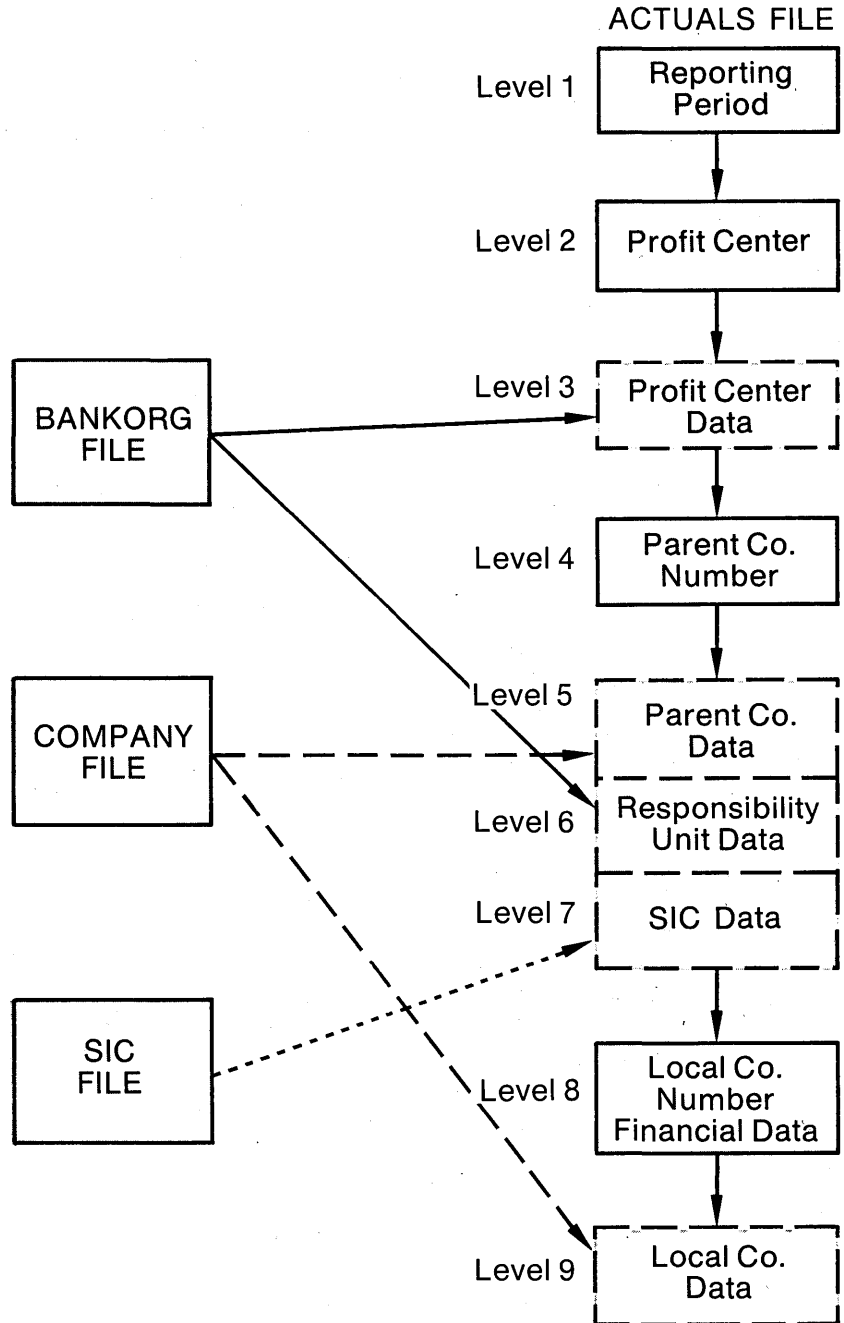 ACTUALS FILE
Level 1
Reporting
Period
Level 2
Profit Center
Level 3
Profit Center
Data
BANKORG
FILE
Level 4
Parent Co.
Number
Level 5
Parent Co.
Data
COMPANY
FILE
Level 6
Responsibility
Unit Data
Level 7
SIC Data
SIC
FILE
Level 8
Local Co.
Number
Financial Data
Level 9
Local Co.
Data